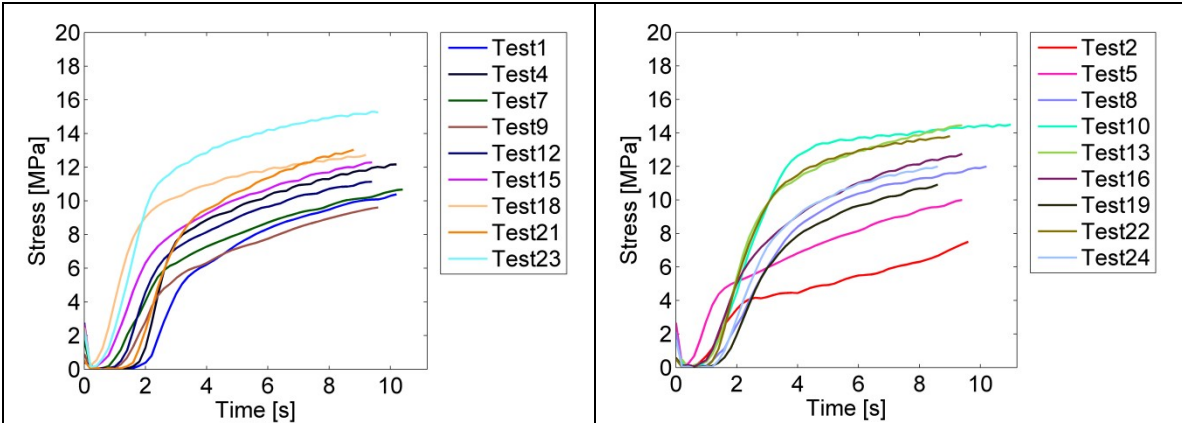 20
18
16
14
12
10
8
6
4
2
0
Stress [MPa]
0 2 4 6 8 10
Time [s]
Test1
Test4
Test7
Test9
Test12
Test15
Test18
Test21
Test23
20
18
16
14
12
10
8
6
4
2
0
Stress [MPa]
0 2 4 6 8 10
Time [s]
Test2
Test5
Test8
Test10
Test13
Test16
Test19
Test22
Test24